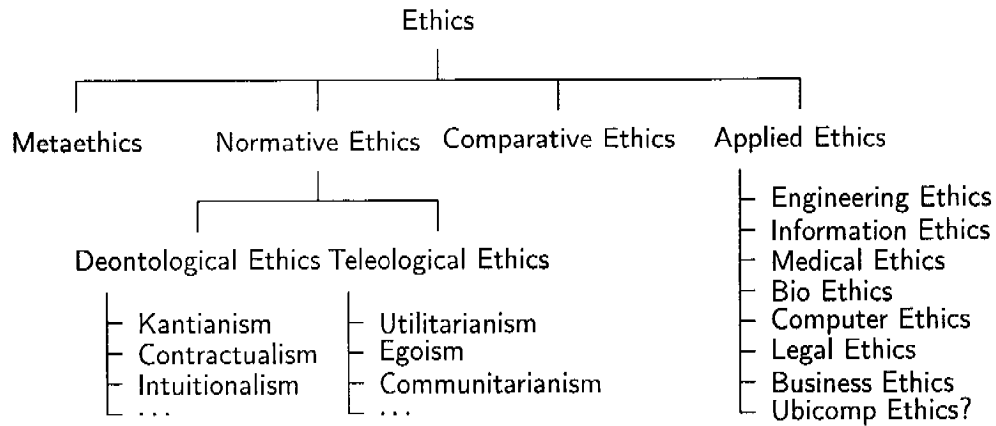 Ethics
Metaethics Normative Ethics Comparative Ethics Applied Ethics
Deontological Ethics Teleological Ethics
Kantianism
Contractualism
Intuitionalism
· · ·
Utilitarianism
Egoism
Communitarianism
· · ·
Engineering Ethics
Information Ethics
Medical Ethics
Bio Ethics
Computer Ethics
Legal Ethics
Business Ethics
Ubicomp Ethics?